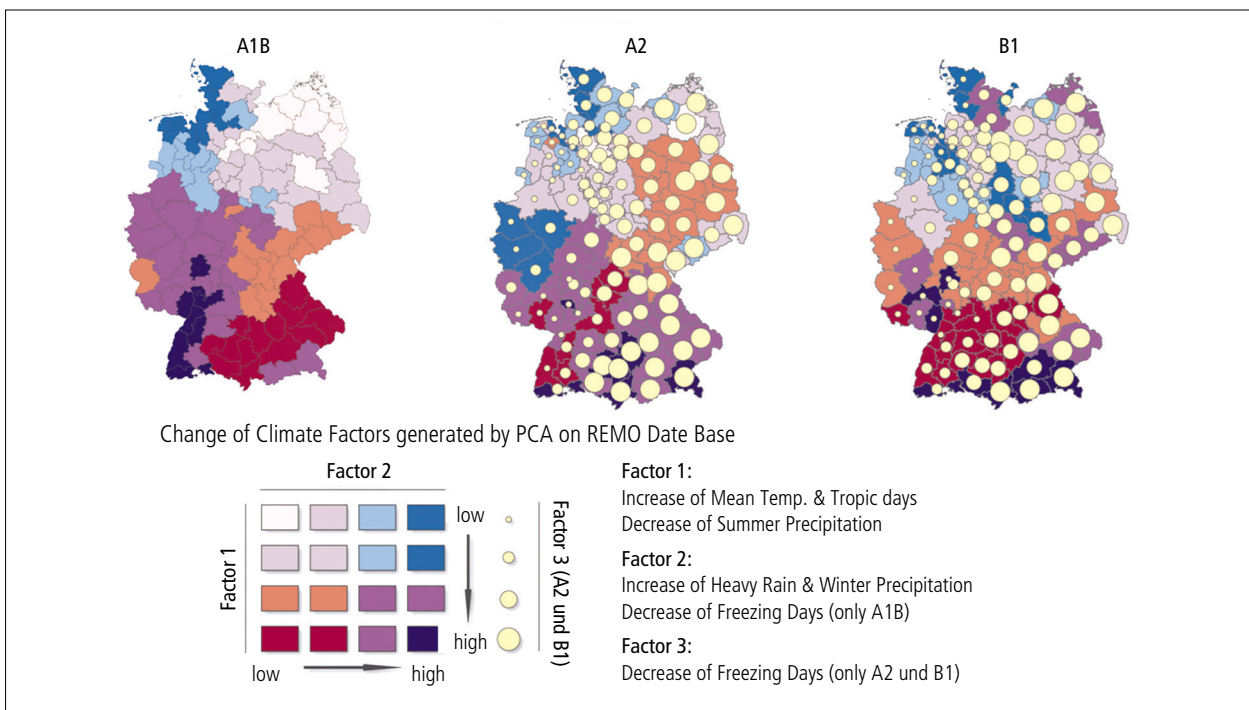 A1B
A2
B1
Change of Climate Factors generated by PCA on REMO Date Base
Factor 2
Factor 1
low
high
low
high
Factor 3 (A2 und B1)
Factor 1:
Increase of Mean Temp. & Tropic days
Decrease of Summer Precipitation
Factor 2:
Increase of Heavy Rain & Winter Precipitation
Decrease of Freezing Days (only A1B)
Factor 3:
Decrease of Freezing Days (only A2 und B1)